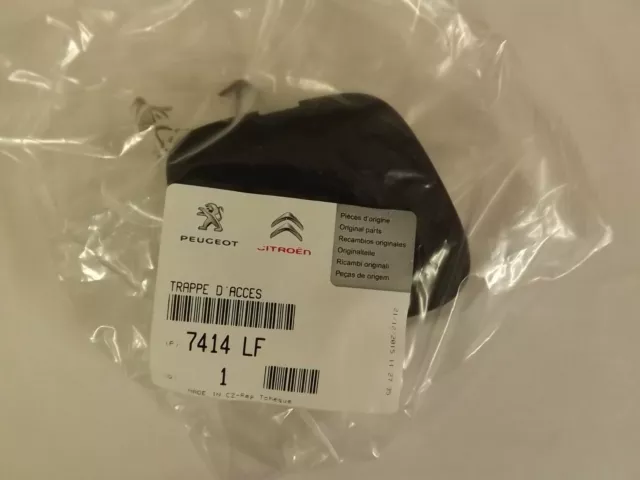 PEUGEOT
CITROËN
Pièces d'origine
Original parts
Recambios originales
Originalteile
Ricambi originali
Peças de origem
TRAPPE D'ACCES
7414 LF
1
MADE IN CZ-Rep Tchèque